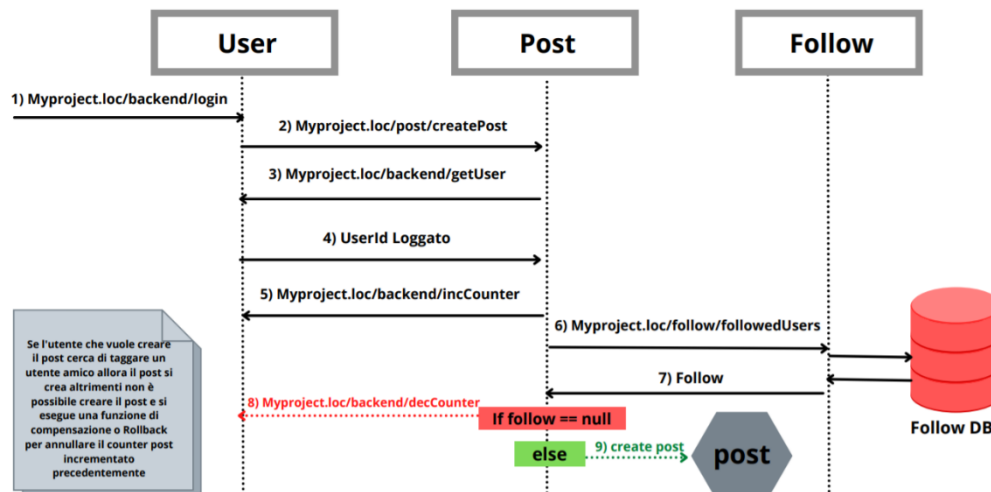 User
Post
Follow
1) Myproject.loc/backend/login
2) Myproject.loc/post/createPost
3) Myproject.loc/backend/getUser
4) UserId Loggato
5) Myproject.loc/backend/incCounter
6) Myproject.loc/follow/followedUsers
7) Follow
Follow DB
8) Myproject.loc/backend/decCounter
If follow == null
else
9) create post
post
Se l'utente che vuole creare
il post cerca di taggare un
utente amico allora il post si
crea altrimenti non è
possibile creare il post e si
esegue una funzione di
compensazione o Rollback
per annullare il counter post
incrementato
precedentemente